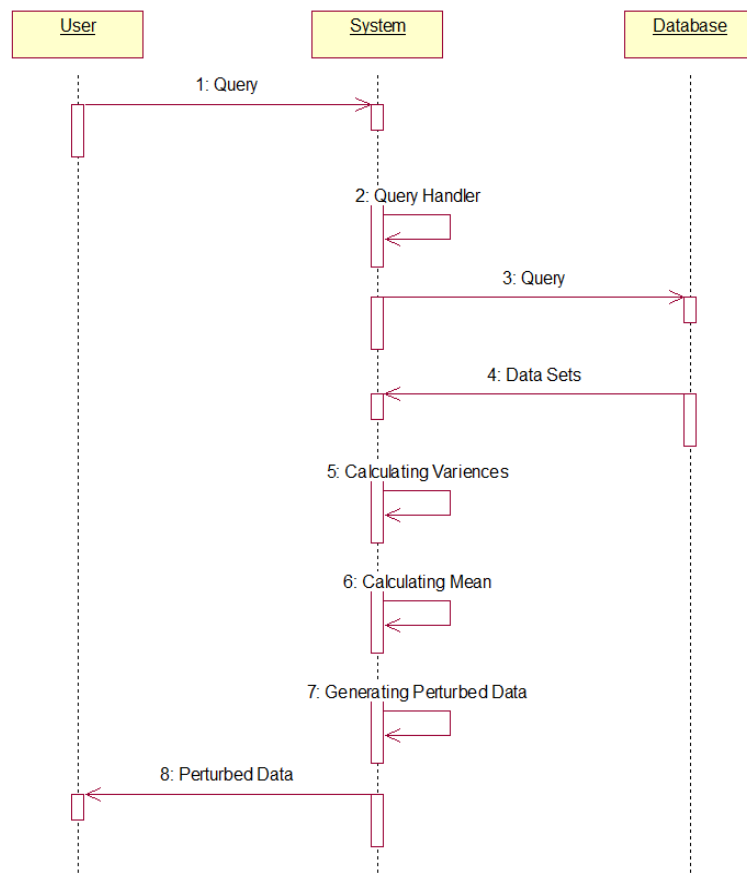 User
System
Database
1: Query
2: Query Handler
3: Query
4: Data Sets
5: Calculating Variences
6: Calculating Mean
7: Generating Perturbed Data
8: Perturbed Data